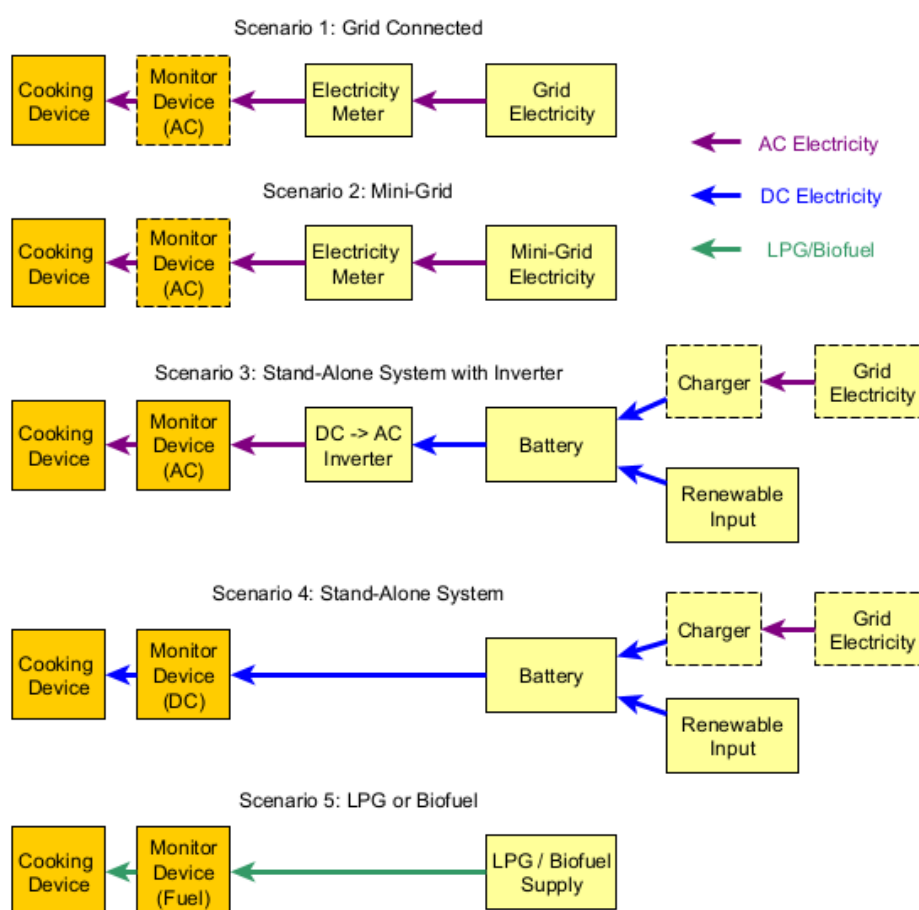 Scenario 1: Grid Connected
Cooking
Device
Monitor
Device
(AC)
Electricity
Meter
Grid
Electricity
AC Electricity
DC Electricity
LPG/Biofuel
Scenario 2: Mini-Grid
Cooking
Device
Monitor
Device
(AC)
Electricity
Meter
Mini-Grid
Electricity
Scenario 3: Stand-Alone System with Inverter
Cooking
Device
Monitor
Device
(AC)
DC -> AC
Inverter
Battery
Charger
Grid
Electricity
Renewable
Input
Scenario 4: Stand-Alone System
Cooking
Device
Monitor
Device
(DC)
Battery
Charger
Grid
Electricity
Renewable
Input
Scenario 5: LPG or Biofuel
Cooking
Device
Monitor
Device
(Fuel)
LPG / Biofuel
Supply